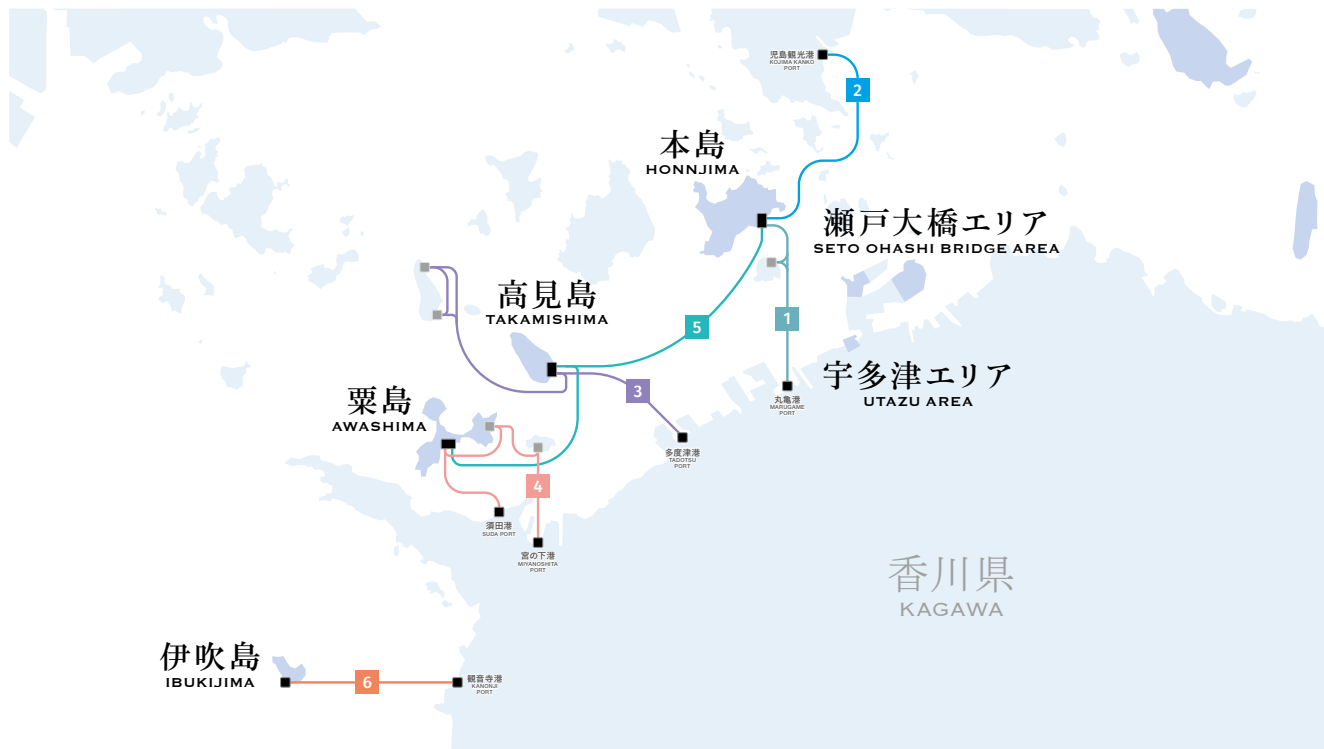 児島観光港
KOJIMA KANKO
PORT
2
本島
HONNJIMA
瀬戸大橋エリア
SETO OHASHI BRIDGE AREA
高見島
TAKAMISHIMA
5
1
宇多津エリア
UTAZU AREA
3
丸亀港
MARUGAME
PORT
粟島
AWASHIMA
多度津港
TADOTSU
PORT
4
須田港
SUDA PORT
宮の下港
MIYANOSHITA
PORT
香川県
KAGAWA
伊吹島
IBUKIJIMA
6
観音寺港
KANONJI
PORT